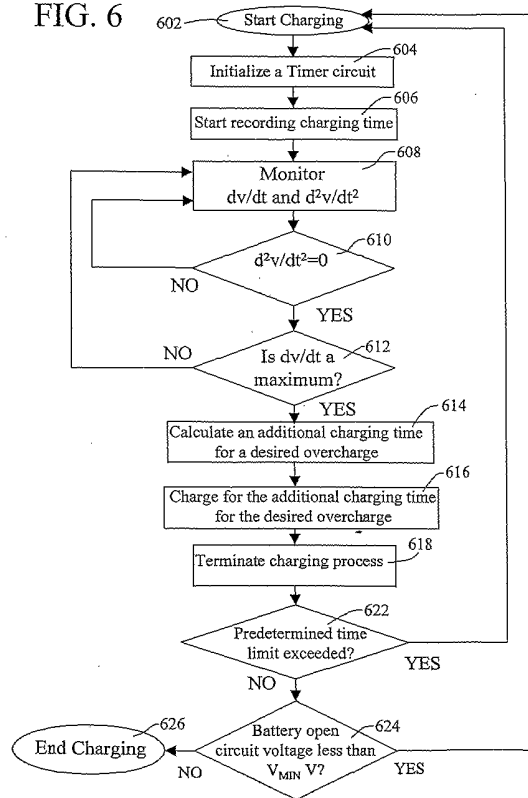 FIG. 6
602
Start Charging
604
Initialize a Timer circuit
606
Start recording charging time
608
Monitor
dv/dt and d²v/dt²
610
d²v/dt²=0
NO
YES
612
NO
Is dv/dt a
maximum?
YES
614
Calculate an additional charging time
for a desired overcharge
616
Charge for the additional charging time
for the desired overcharge
618
Terminate charging process
622
Predetermined time
limit exceeded?
YES
NO
626
End Charging
624
Battery open
circuit voltage less than
V_MIN V?
NO
YES